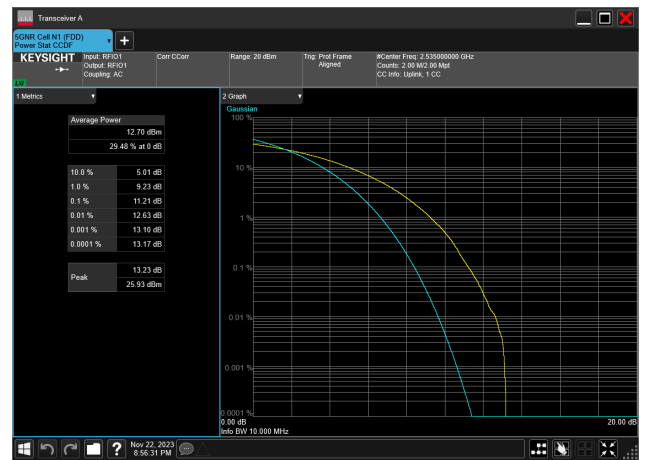 Transceiver A
5GNR Cell N1 (FDD)
Power Stat CCDF
KEYSIGHT
LXI
Input: RFIO1
Output: RFIO1
Coupling: AC
Corr CCorr
Range: 20 dBm
Trig: Prot Frame
Aligned
#Center Freq: 2.535000000 GHz
Counts: 2.00 M/2.00 Mpt
CC Info: Uplink, 1 CC
1 Metrics
Average Power
12.70 dBm
29.48 % at 0 dB
10.0 % 5.01 dB
1.0 % 9.23 dB
0.1 % 11.21 dB
0.01 % 12.63 dB
0.001 % 13.10 dB
0.0001 % 13.17 dB
Peak 13.23 dB
25.93 dBm
2 Graph
Gaussian
100 %
10 %
1 %
0.1 %
0.01 %
0.001 %
0.0001 %
0.00 dB 20.00 dB
Info BW 10.000 MHz
Nov 22, 2023
8:56:31 PM